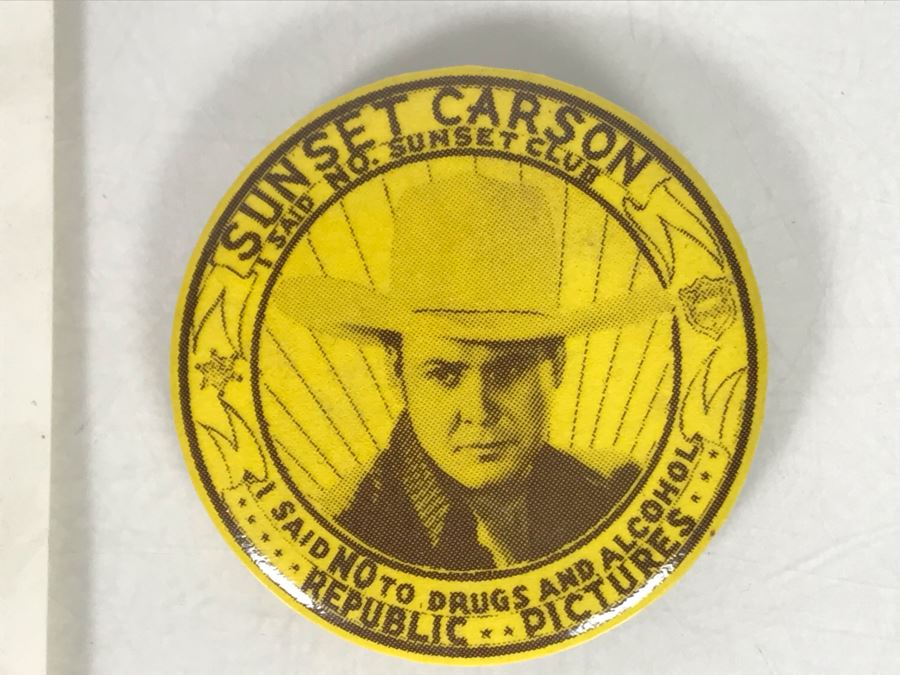 SUNSET CARSON
I SAID NO. SUNSET CLUB
I SAID NO TO DRUGS AND ALCOHOL
REPUBLIC PICTURES